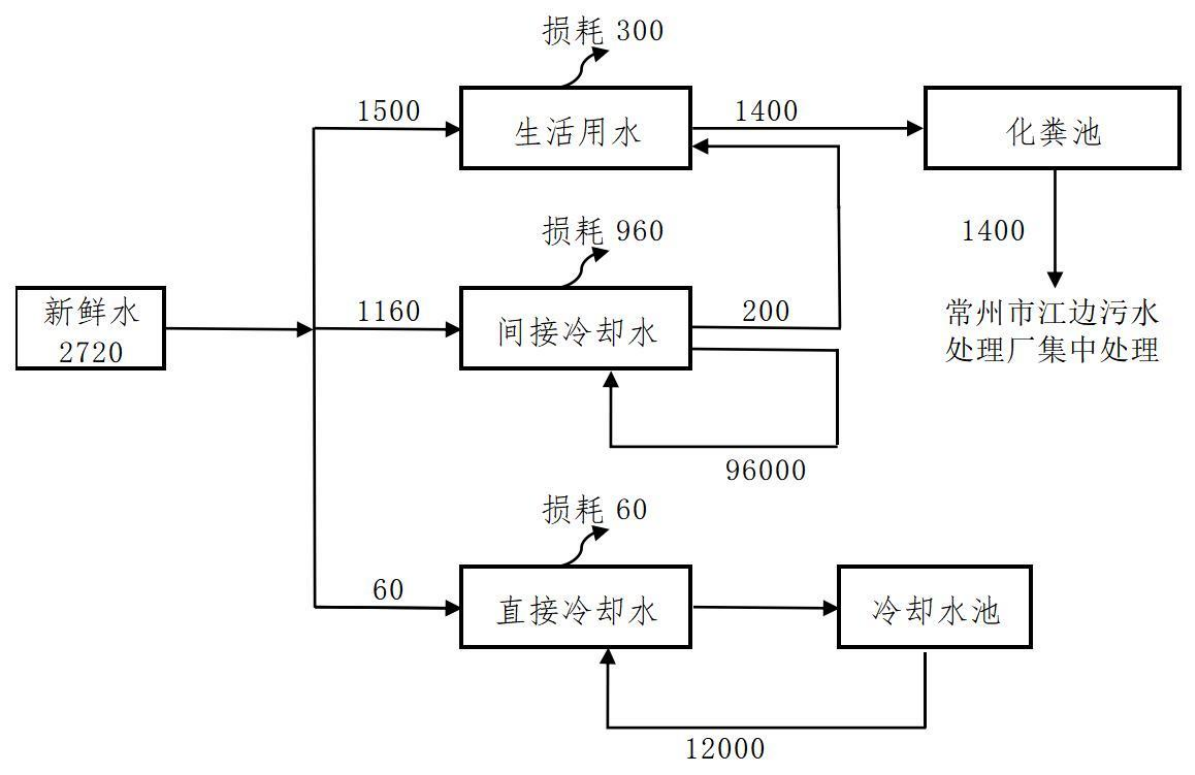 损耗 300
1500
生活用水
1400
化粪池
1400
损耗 960
新鲜水
2720
1160
间接冷却水
200
常州市江边污水
处理厂集中处理
96000
损耗 60
60
直接冷却水
冷却水池
12000